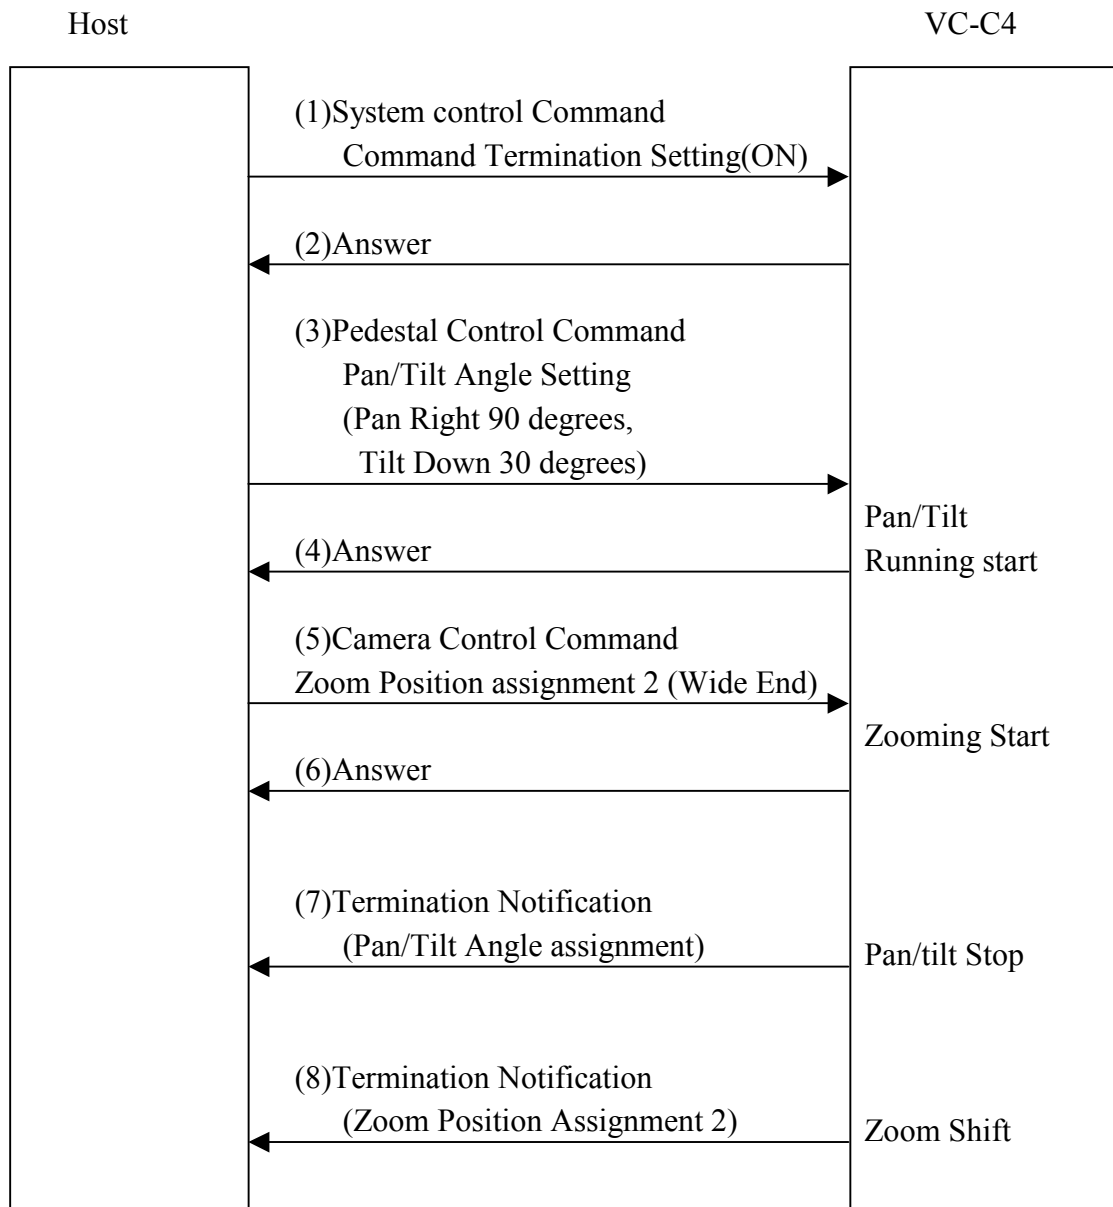 Host
VC-C4
(1)System control Command
Command Termination Setting(ON)
(2)Answer
(3)Pedestal Control Command
Pan/Tilt Angle Setting
(Pan Right 90 degrees,
Tilt Down 30 degrees)
Pan/Tilt
Running start
(4)Answer
(5)Camera Control Command
Zoom Position assignment 2 (Wide End)
Zooming Start
(6)Answer
(7)Termination Notification
(Pan/Tilt Angle assignment)
Pan/tilt Stop
(8)Termination Notification
(Zoom Position Assignment 2)
Zoom Shift